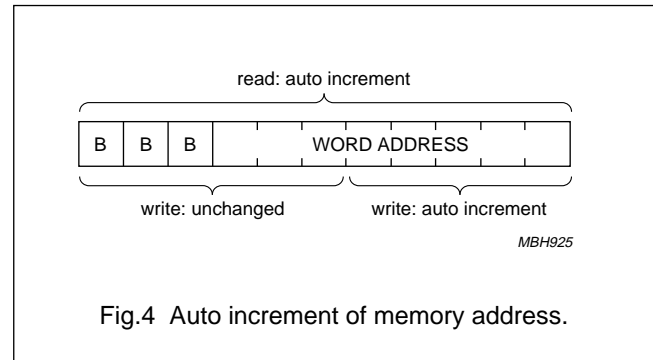 read: auto increment
B B B WORD ADDRESS
write: unchanged write: auto increment
MBH925
Fig.4 Auto increment of memory address.